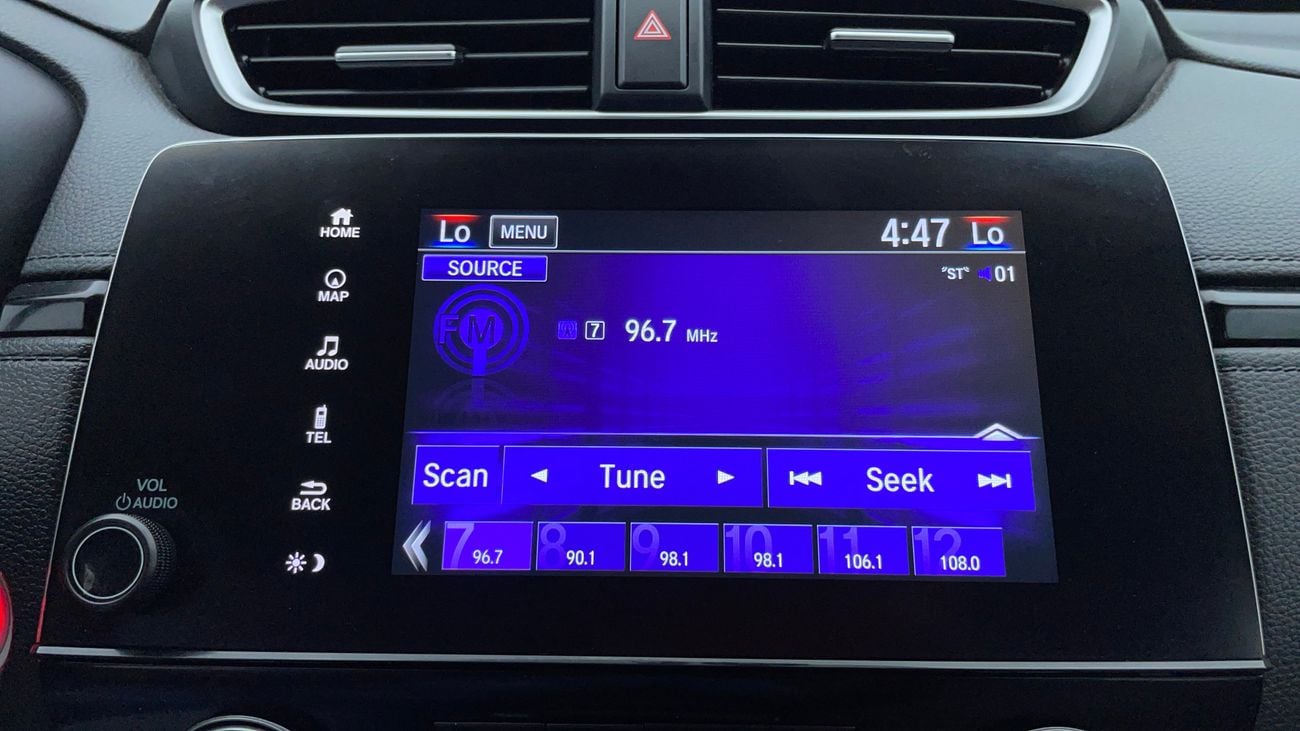 HOME
MAP
AUDIO
TEL
BACK
VOL
AUDIO
Lo MENU 4:47 Lo
SOURCE "ST" 01
FM 7 96.7 MHz
Scan Tune Seek
7 96.7 8 90.1 9 98.1 10 98.1 11 106.1 12 108.0